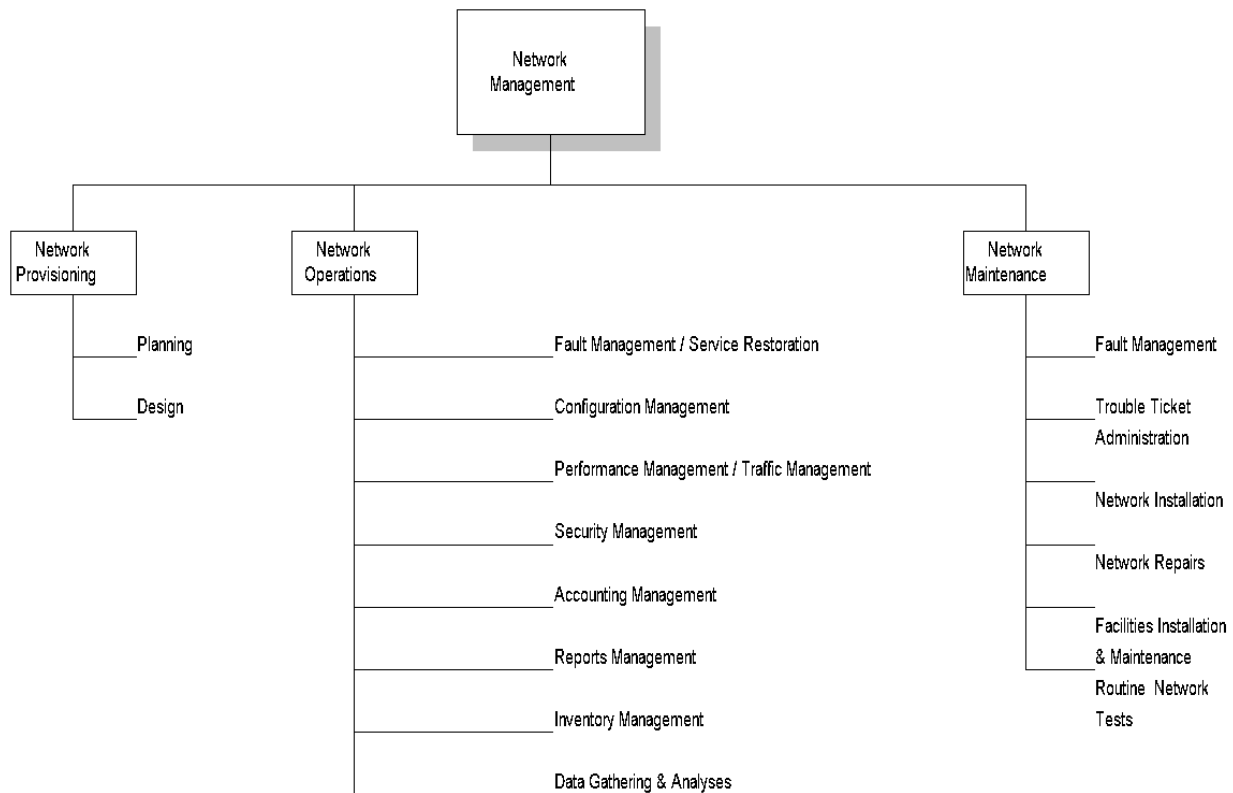 Network
Management
Network
Provisioning
Network
Operations
Network
Maintenance
Planning
Design
Fault Management / Service Restoration
Configuration Management
Performance Management / Traffic Management
Security Management
Accounting Management
Reports Management
Inventory Management
Data Gathering & Analyses
Fault Management
Trouble Ticket
Administration
Network Installation
Network Repairs
Facilities Installation
& Maintenance
Routine Network
Tests